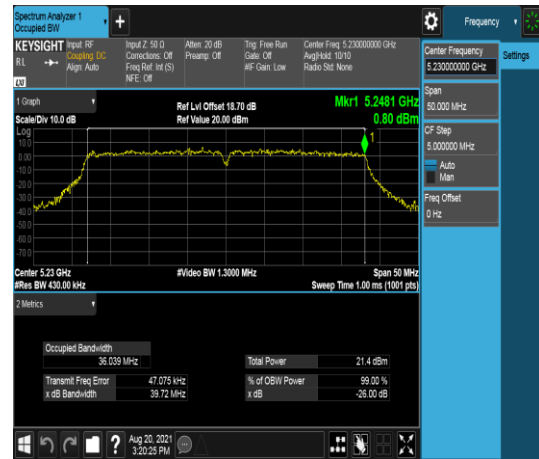 Spectrum Analyzer 1
Occupied BW
+
Frequency
KEYSIGHT
RL
LXI
Input: RF
Coupling: DC
Align: Auto
Input Z: 50 Ω
Corrections: Off
Freq Ref: Int (S)
NFE: Off
Atten: 20 dB
Preamp: Off
Trig: Free Run
Gate: Off
#IF Gain: Low
Center Freq: 5.230000000 GHz
Avg|Hold: 10/10
Radio Std: None
Center Frequency
5.230000000 GHz
Settings
Span
50.000 MHz
CF Step
5.000000 MHz
Auto
Man
Freq Offset
0 Hz
1 Graph
Scale/Div 10.0 dB
Ref Lvl Offset 18.70 dB
Ref Value 20.00 dBm
Mkr1 5.2481 GHz
0.80 dBm
Log
10.0
0.00
-10.0
-20.0
-30.0
-40.0
-50.0
-60.0
-70.0
1
Center 5.23 GHz
#Res BW 430.00 kHz
#Video BW 1.3000 MHz
Span 50 MHz
Sweep Time 1.00 ms (1001 pts)
2 Metrics
Occupied Bandwidth
36.039 MHz
Total Power 21.4 dBm
Transmit Freq Error 47.075 kHz
% of OBW Power 99.00 %
x dB Bandwidth 39.72 MHz
x dB -26.00 dB
?
Aug 20, 2021
3:20:25 PM